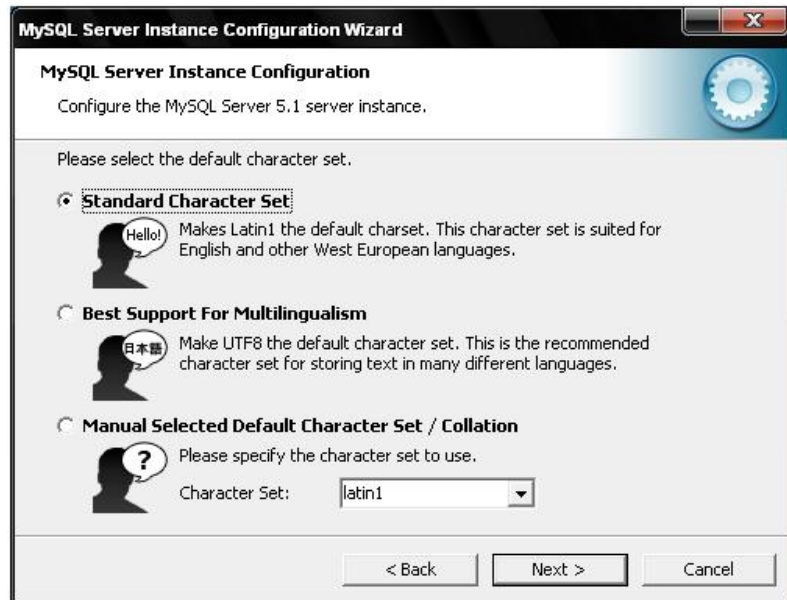 MySQL Server Instance Configuration Wizard
MySQL Server Instance Configuration
Configure the MySQL Server 5.1 server instance.
Please select the default character set.
Standard Character Set
Hello!
Makes Latin1 the default charset. This character set is suited for
English and other West European languages.
Best Support For Multilingualism
日本語
Make UTF8 the default character set. This is the recommended
character set for storing text in many different languages.
Manual Selected Default Character Set / Collation
?
Please specify the character set to use.
Character Set: latin1
< Back Next > Cancel